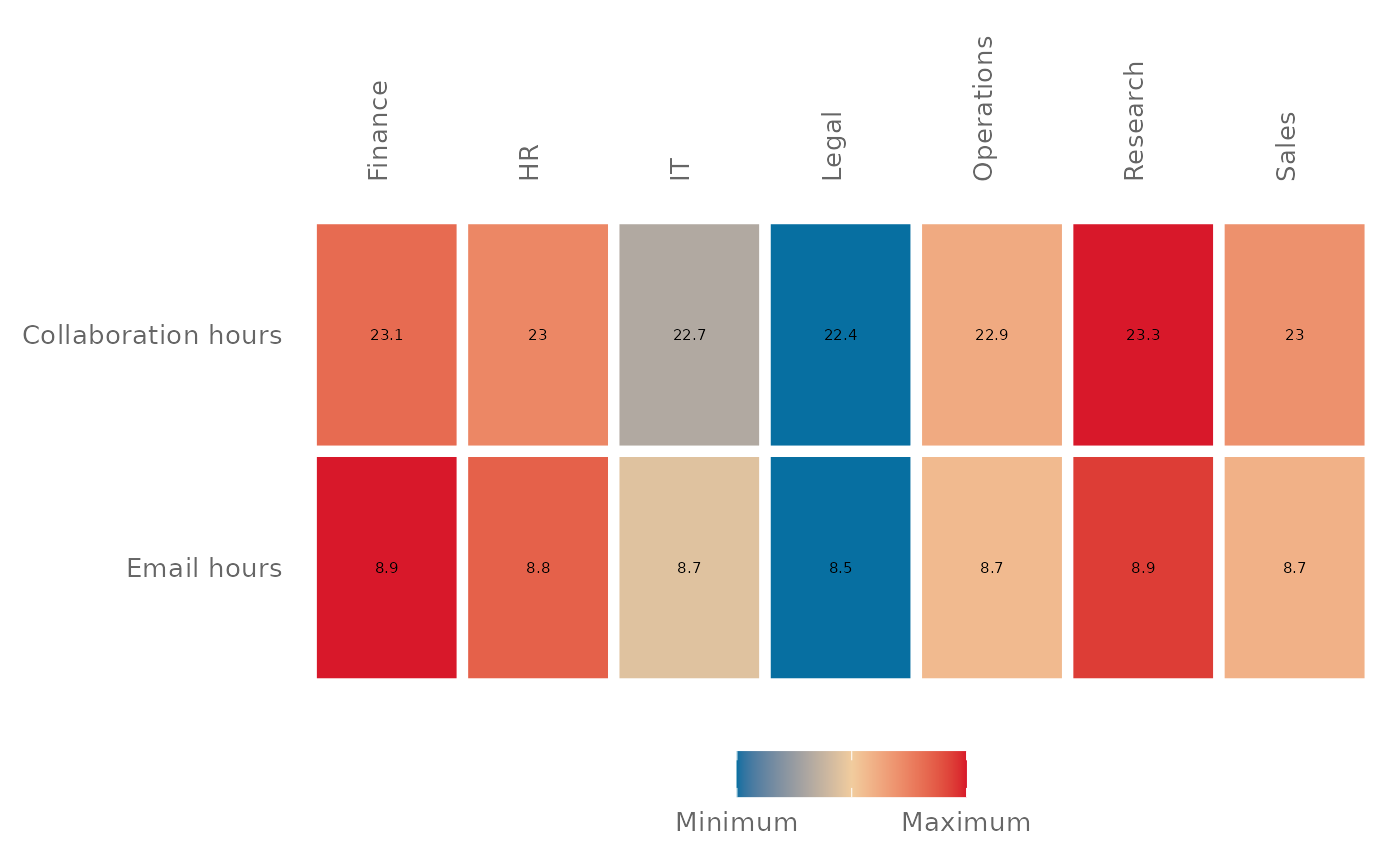 Finance HR IT Legal Operations Research Sales
Collaboration hours 23.1 23 22.7 22.4 22.9 23.3 23
Email hours 8.9 8.8 8.7 8.5 8.7 8.9 8.7
Minimum Maximum